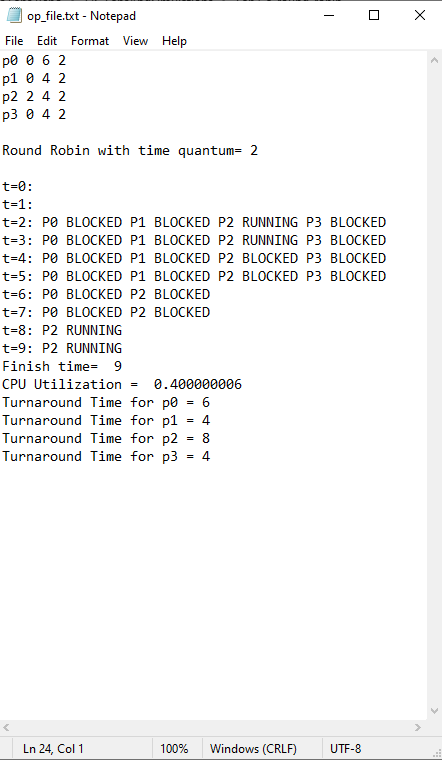 op_file.txt - Notepad
File Edit Format View Help
p0 0 6 2
p1 0 4 2
p2 2 4 2
p3 0 4 2
Round Robin with time quantum= 2
t=0:
t=1:
t=2: P0 BLOCKED P1 BLOCKED P2 RUNNING P3 BLOCKED
t=3: P0 BLOCKED P1 BLOCKED P2 RUNNING P3 BLOCKED
t=4: P0 BLOCKED P1 BLOCKED P2 BLOCKED P3 BLOCKED
t=5: P0 BLOCKED P1 BLOCKED P2 BLOCKED P3 BLOCKED
t=6: P0 BLOCKED P2 BLOCKED
t=7: P0 BLOCKED P2 BLOCKED
t=8: P2 RUNNING
t=9: P2 RUNNING
Finish time=  9
CPU Utilization =  0.400000006
Turnaround Time for p0 = 6
Turnaround Time for p1 = 4
Turnaround Time for p2 = 8
Turnaround Time for p3 = 4
Ln 24, Col 1 100% Windows (CRLF) UTF-8